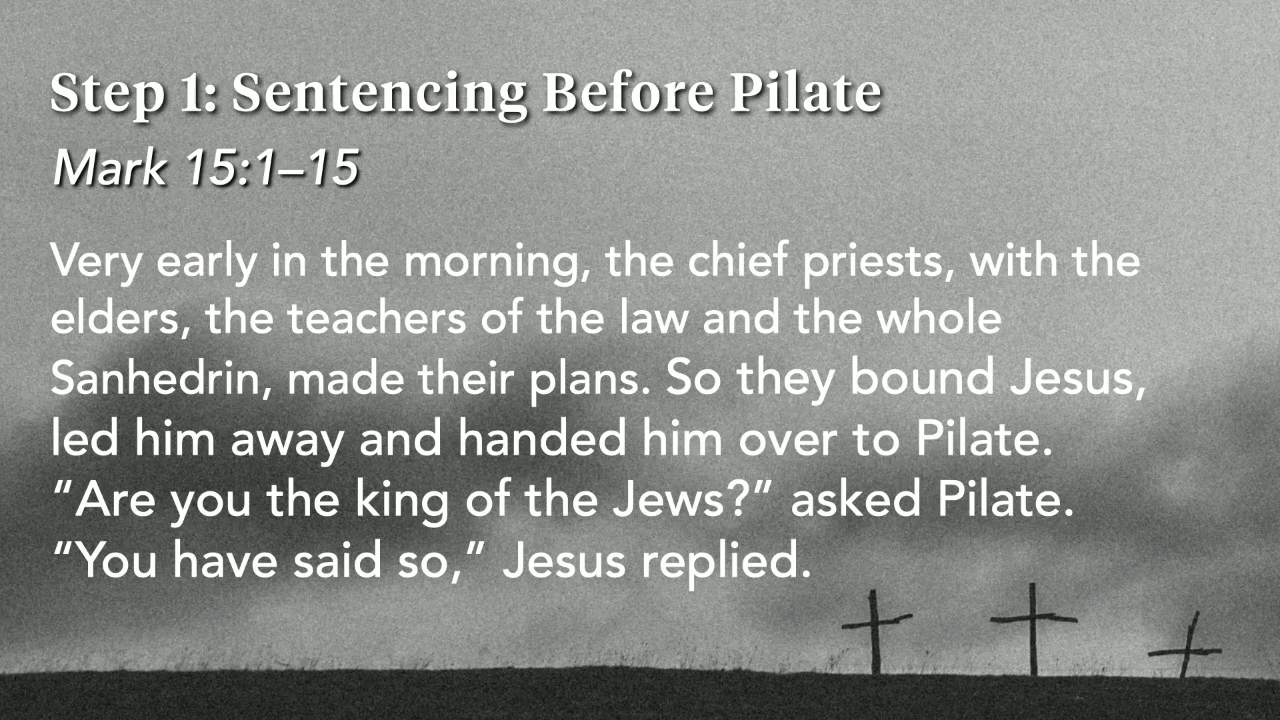 Step 1: Sentencing Before Pilate
Mark 15:1–15
Very early in the morning, the chief priests, with the
elders, the teachers of the law and the whole
Sanhedrin, made their plans. So they bound Jesus,
led him away and handed him over to Pilate.
“Are you the king of the Jews?” asked Pilate.
“You have said so,” Jesus replied.